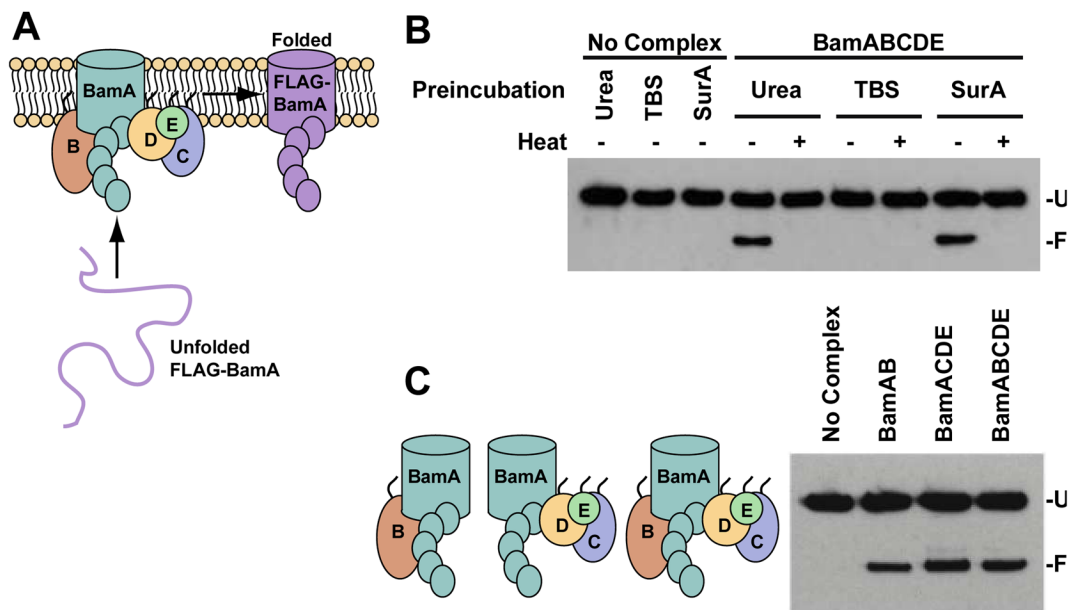 A
Folded
BamA
FLAG-
BamA
B
D
E
C
Unfolded
FLAG-BamA
B
No Complex
BamABCDE
Preincubation
Urea
TBS
SurA
Urea
TBS
SurA
Heat
-
-
-
-
+
-
+
-
+
-U
-F
C
BamA
B
BamA
D
E
C
BamA
B
D
E
C
No Complex
BamAB
BamACDE
BamABCDE
-U
-F